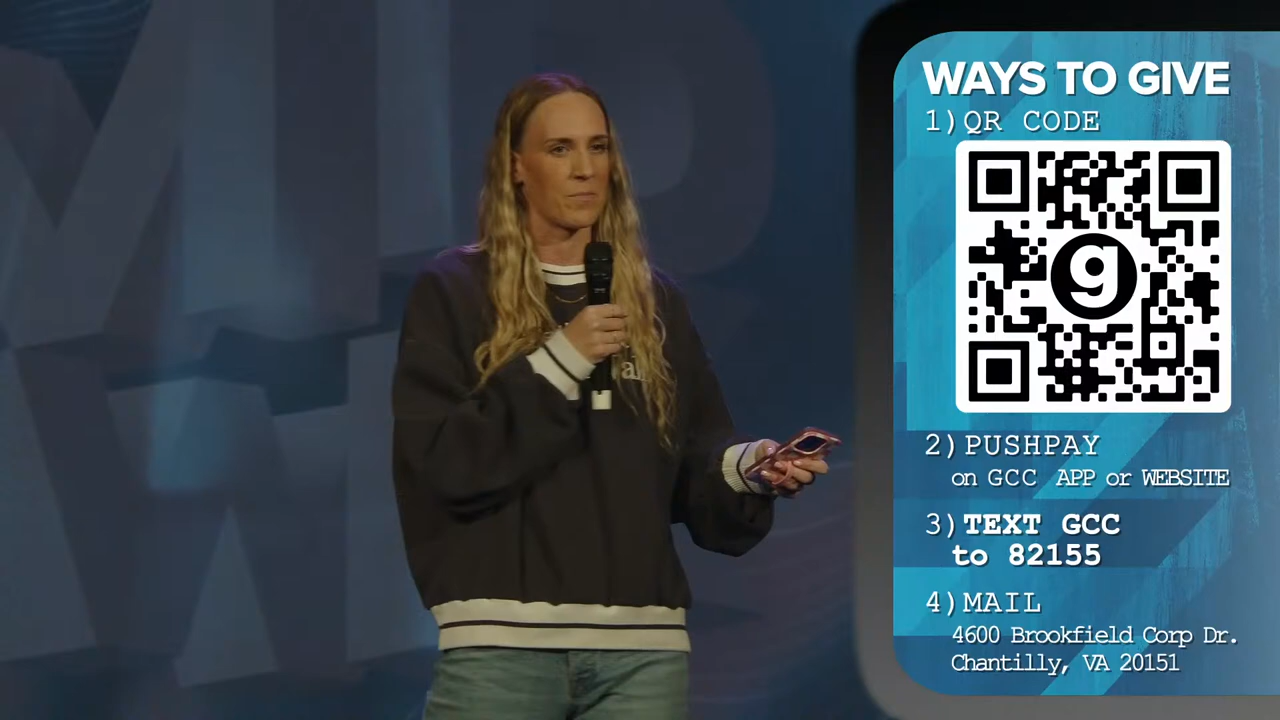 WAYS TO GIVE
1) QR CODE
g
2) PUSHPAY
on GCC APP or WEBSITE
3) TEXT GCC
to 82155
4) MAIL
4600 Brookfield Corp Dr.
Chantilly, VA 20151